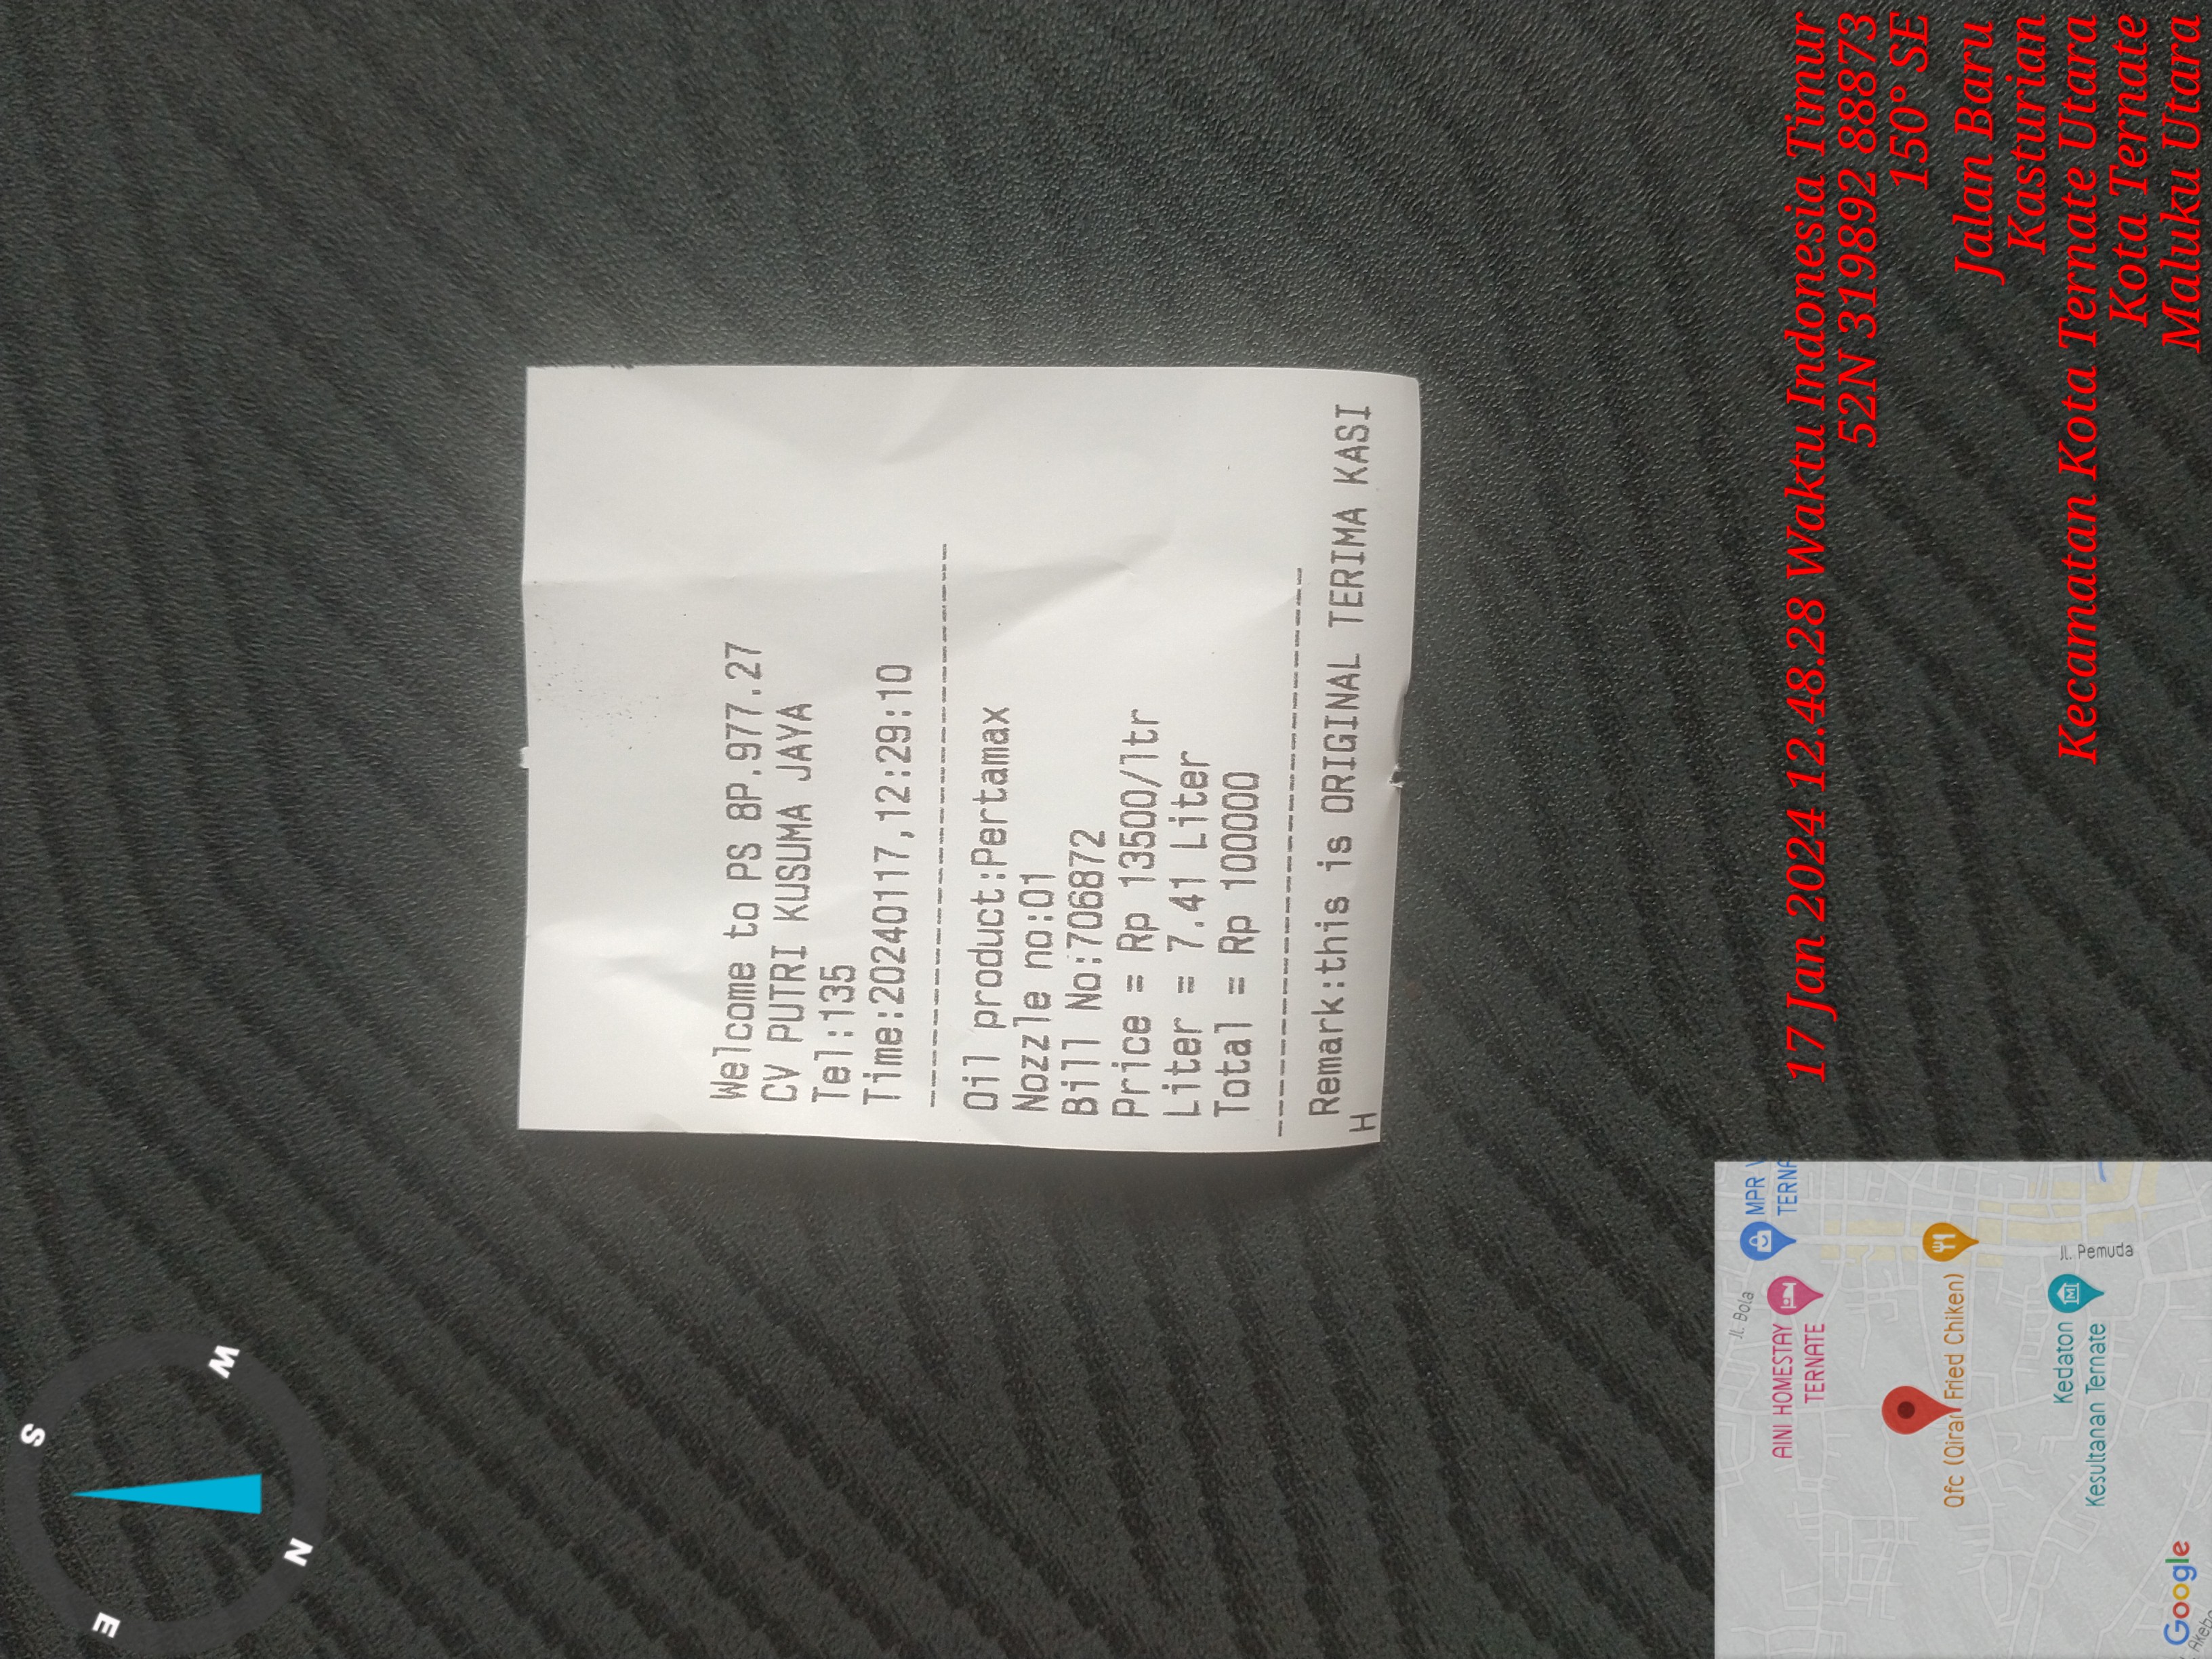 Welcome to PS 8P.977.27
CV PUTRI KUSUMA JAYA
Tel:135
Time:20240117,12:29:10
Oil product:Pertamax
Nozzle no:01
Bill No:706872
Price = Rp 13500/ltr
Liter = 7.41 Liter
Total = Rp 100000
Remark:this is ORIGINAL TERIMA KASI
H
17 Jan 2024 12.48.28 Waktu Indonesia Timur
52N 319892 88873
150° SE
Jalan Baru
Kasturian
Kecamatan Kota Ternate Utara
Kota Ternate
Maluku Utara
S
W
N
E
Jl. Bola
MPR
AINI HOMESTAY
TERNATE
Qfc (Qiran Fried Chiken)
Jl. Pemuda
Kedaton
Kesultanan Ternate
Google